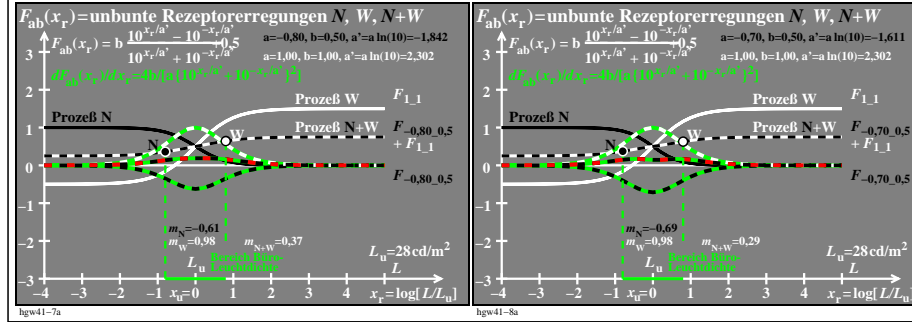 F_ab(x_r)=unbunte Rezeptorerregungen N, W, N+W
F_ab(x_r)= b (10^{x_r/a'} − 10^{−x_r/a'}) / (10^{x_r/a'} + 10^{−x_r/a'}) +0,5
a=−0,80, b=0,50, a'=a ln(10)=−1,842
a=1,00, b=1,00, a'=a ln(10)=2,302
dF_ab(x_r)/dx_r=4b/[a{10^{x_r/a'}+10^{−x_r/a'}}^2]
3
2
1
0
−1
−2
−3
Prozeß N
Prozeß W
Prozeß N+W
F_1_1
F_−0,80_0,5
+ F_1_1
F_−0,80_0,5
N
W
m_N=−0,61
m_W=0,98
m_N+W=0,37
L_u
Bereich Büro-
Leuchtdichte
L_u=28cd/m^2
L
−4 −3 −2 −1 x_u=0 1 2 3 4
x_r=log[L/L_u]
hgw41-7a
F_ab(x_r)=unbunte Rezeptorerregungen N, W, N+W
F_ab(x_r)= b (10^{x_r/a'} − 10^{−x_r/a'}) / (10^{x_r/a'} + 10^{−x_r/a'}) +0,5
a=−0,70, b=0,50, a'=a ln(10)=−1,611
a=1,00, b=1,00, a'=a ln(10)=2,302
dF_ab(x_r)/dx_r=4b/[a{10^{x_r/a'}+10^{−x_r/a'}}^2]
3
2
1
0
−1
−2
−3
Prozeß N
Prozeß W
Prozeß N+W
F_1_1
F_−0,70_0,5
+ F_1_1
F_−0,70_0,5
N
W
m_N=−0,69
m_W=0,98
m_N+W=0,29
L_u
Bereich Büro-
Leuchtdichte
L_u=28cd/m^2
L
−4 −3 −2 −1 x_u=0 1 2 3 4
x_r=log[L/L_u]
hgw41-8a